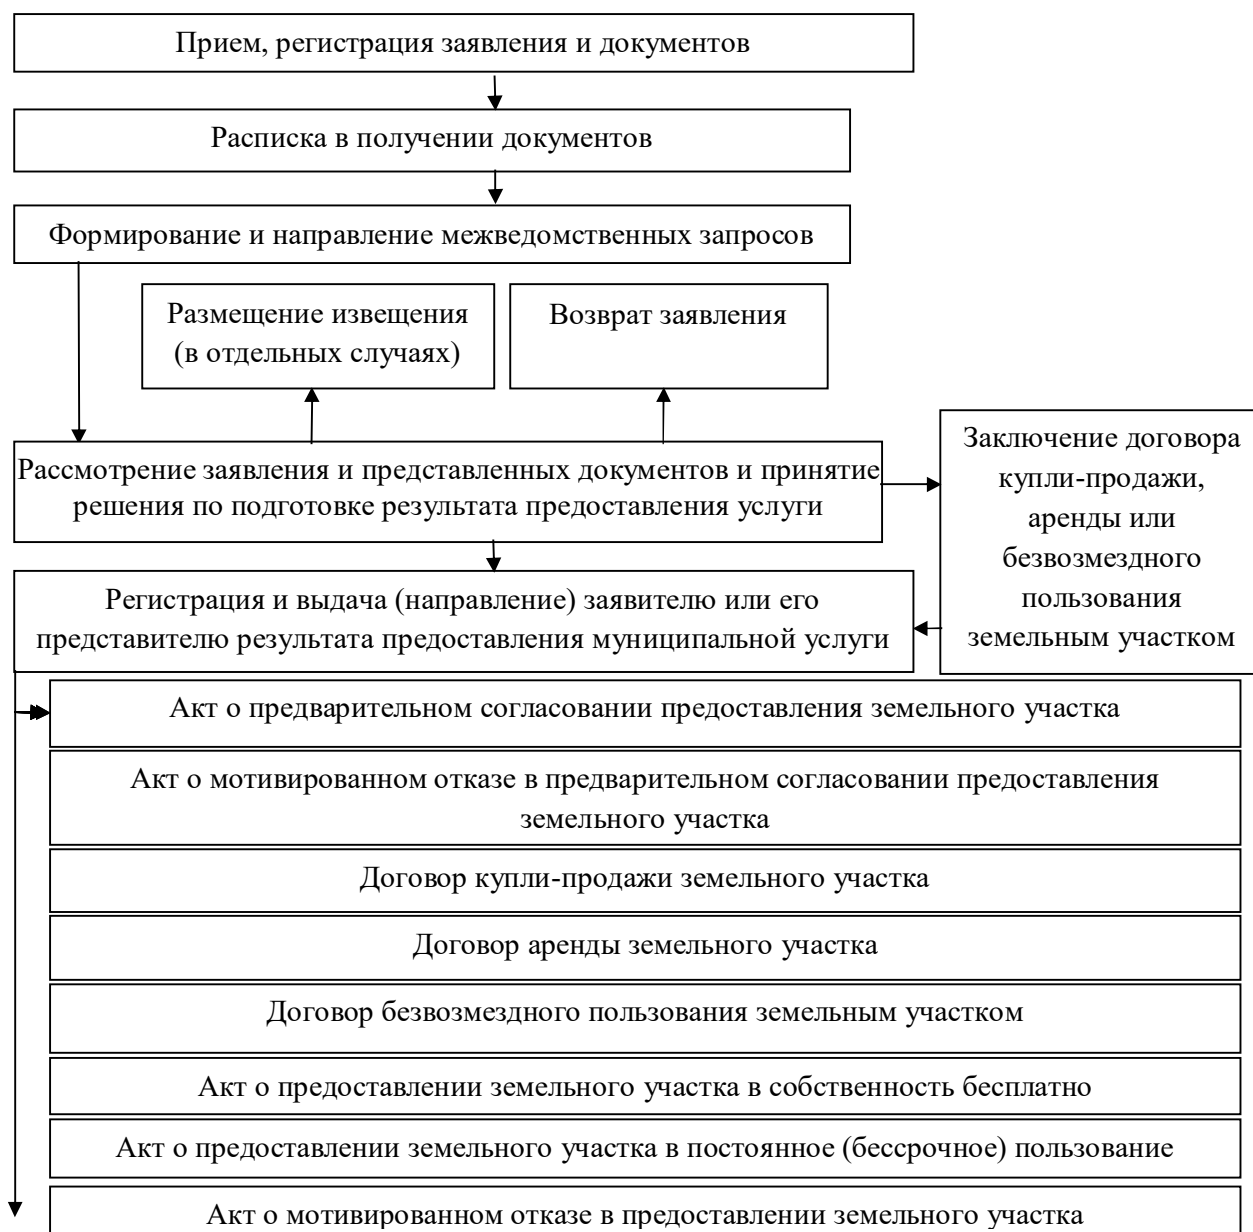 Прием, регистрация заявления и документов
Расписка в получении документов
Формирование и направление межведомственных запросов
Размещение извещения
(в отдельных случаях)
Возврат заявления
Рассмотрение заявления и представленных документов и принятие
решения по подготовке результата предоставления услуги
Заключение договора
купли-продажи,
аренды или
безвозмездного
пользования
земельным участком
Регистрация и выдача (направление) заявителю или его
представителю результата предоставления муниципальной услуги
Акт о предварительном согласовании предоставления земельного участка
Акт о мотивированном отказе в предварительном согласовании предоставления
земельного участка
Договор купли-продажи земельного участка
Договор аренды земельного участка
Договор безвозмездного пользования земельным участком
Акт о предоставлении земельного участка в собственность бесплатно
Акт о предоставлении земельного участка в постоянное (бессрочное) пользование
Акт о мотивированном отказе в предоставлении земельного участка